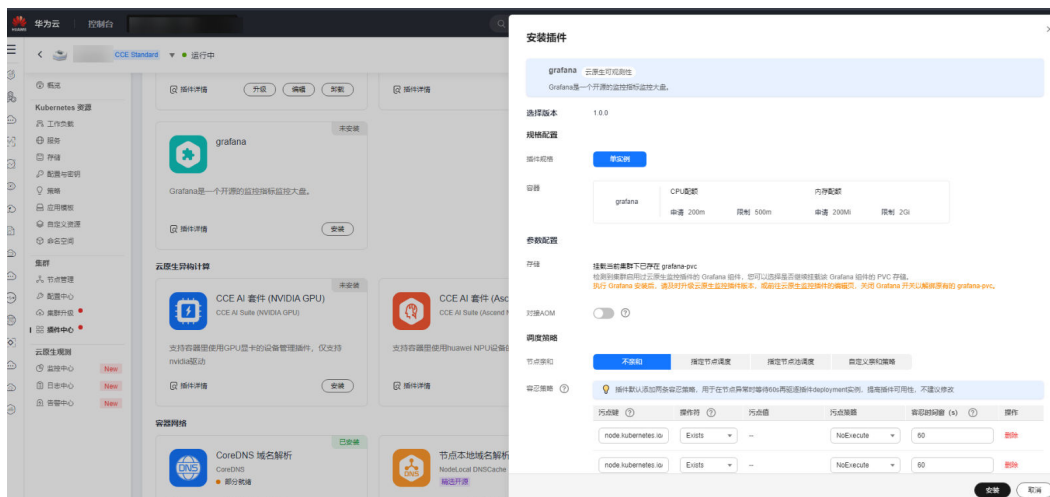 HUAWEI
华为云
控制台
CCE Standard
运行中
概览
Kubernetes 资源
工作负载
服务
存储
配置与密钥
策略
应用模板
自定义资源
命名空间
集群
节点管理
配置中心
集群升级
插件中心
云原生观测
监控中心 New
日志中心 New
告警中心 New
插件详情 升级 编辑 卸载
插件详情
未安装
grafana
Grafana是一个开源的监控指标监控大盘。
插件详情 安装
云原生异构计算
未安装
CCE AI 套件 (NVIDIA GPU)
CCE AI Suite (NVIDIA GPU)
支持容器里使用GPU显卡的设备管理插件，仅支持
nvidia驱动
插件详情 安装
CCE AI 套件 (Asc
CCE AI Suite (Ascend N
支持容器里使用huawei NPU设备的
插件详情
容器网络
已安装
CoreDNS 域名解析
CoreDNS
部分就绪
节点本地域名解析
NodeLocal DNSCache
精选开源
安装插件
grafana 云原生可观测性
Grafana是一个开源的监控指标监控大盘。
选择版本 1.0.0
规格配置
插件规格 单实例
容器
CPU配额 内存配额
grafana
申请 200m 限制 500m 申请 200Mi 限制 2Gi
参数配置
存储 挂载当前集群下已存在 grafana-pvc
检测到集群启用过云原生监控插件的 Grafana 组件，您可以选择是否继续挂载该 Grafana 组件的 PVC 存储。
执行 Grafana 安装后，请及时升级云原生监控插件版本，或前往云原生监控插件的编辑页，关闭 Grafana 开关以解绑原有的 grafana-pvc。
对接AOM
调度策略
节点亲和 不亲和 指定节点调度 指定节点池调度 自定义亲和策略
容忍策略 插件默认添加两条容忍策略，用于在节点异常时等待60s再驱逐插件deployment实例，提高插件可用性，不建议修改
污点键 操作符 污点值 污点策略 容忍时间窗 (s) 操作
node.kubernetes.io/ Exists -- NoExecute 60 删除
node.kubernetes.io/ Exists -- NoExecute 60 删除
安装 取消